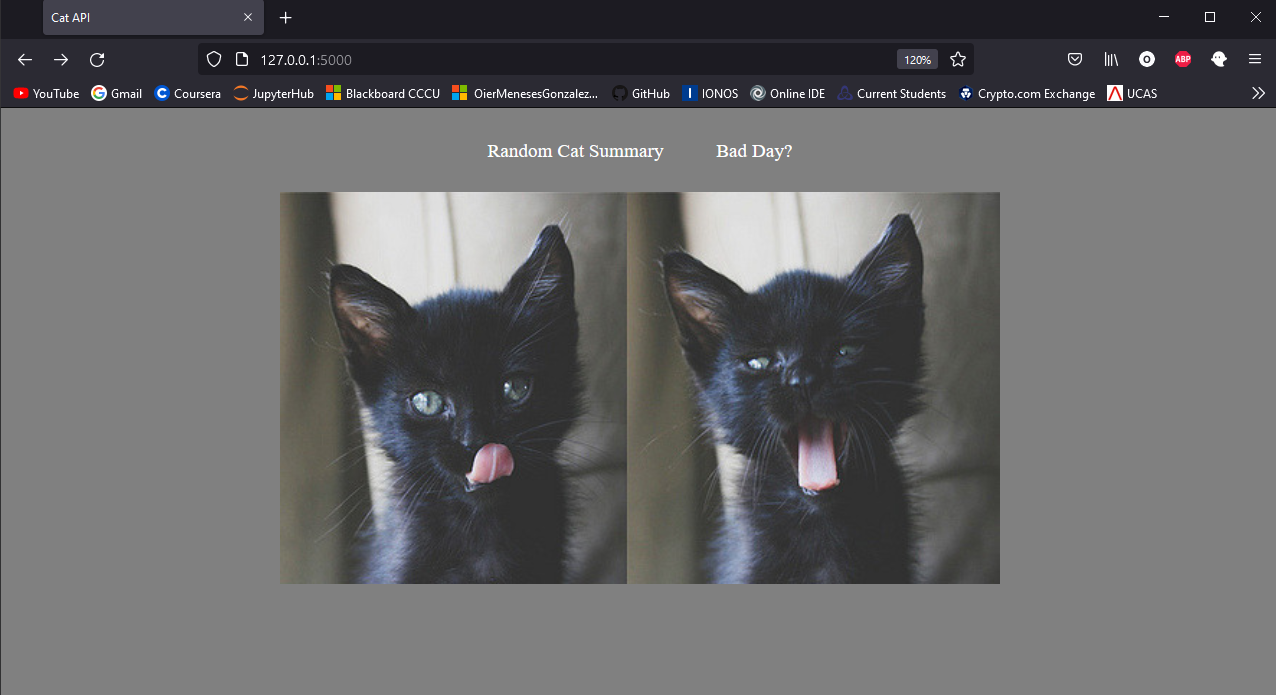 Cat API
127.0.0.1:5000
120%
ABP
YouTube Gmail Coursera JupyterHub Blackboard CCCU OierMenesesGonzalez... GitHub IONOS Online IDE Current Students Crypto.com Exchange UCAS
Random Cat Summary Bad Day?